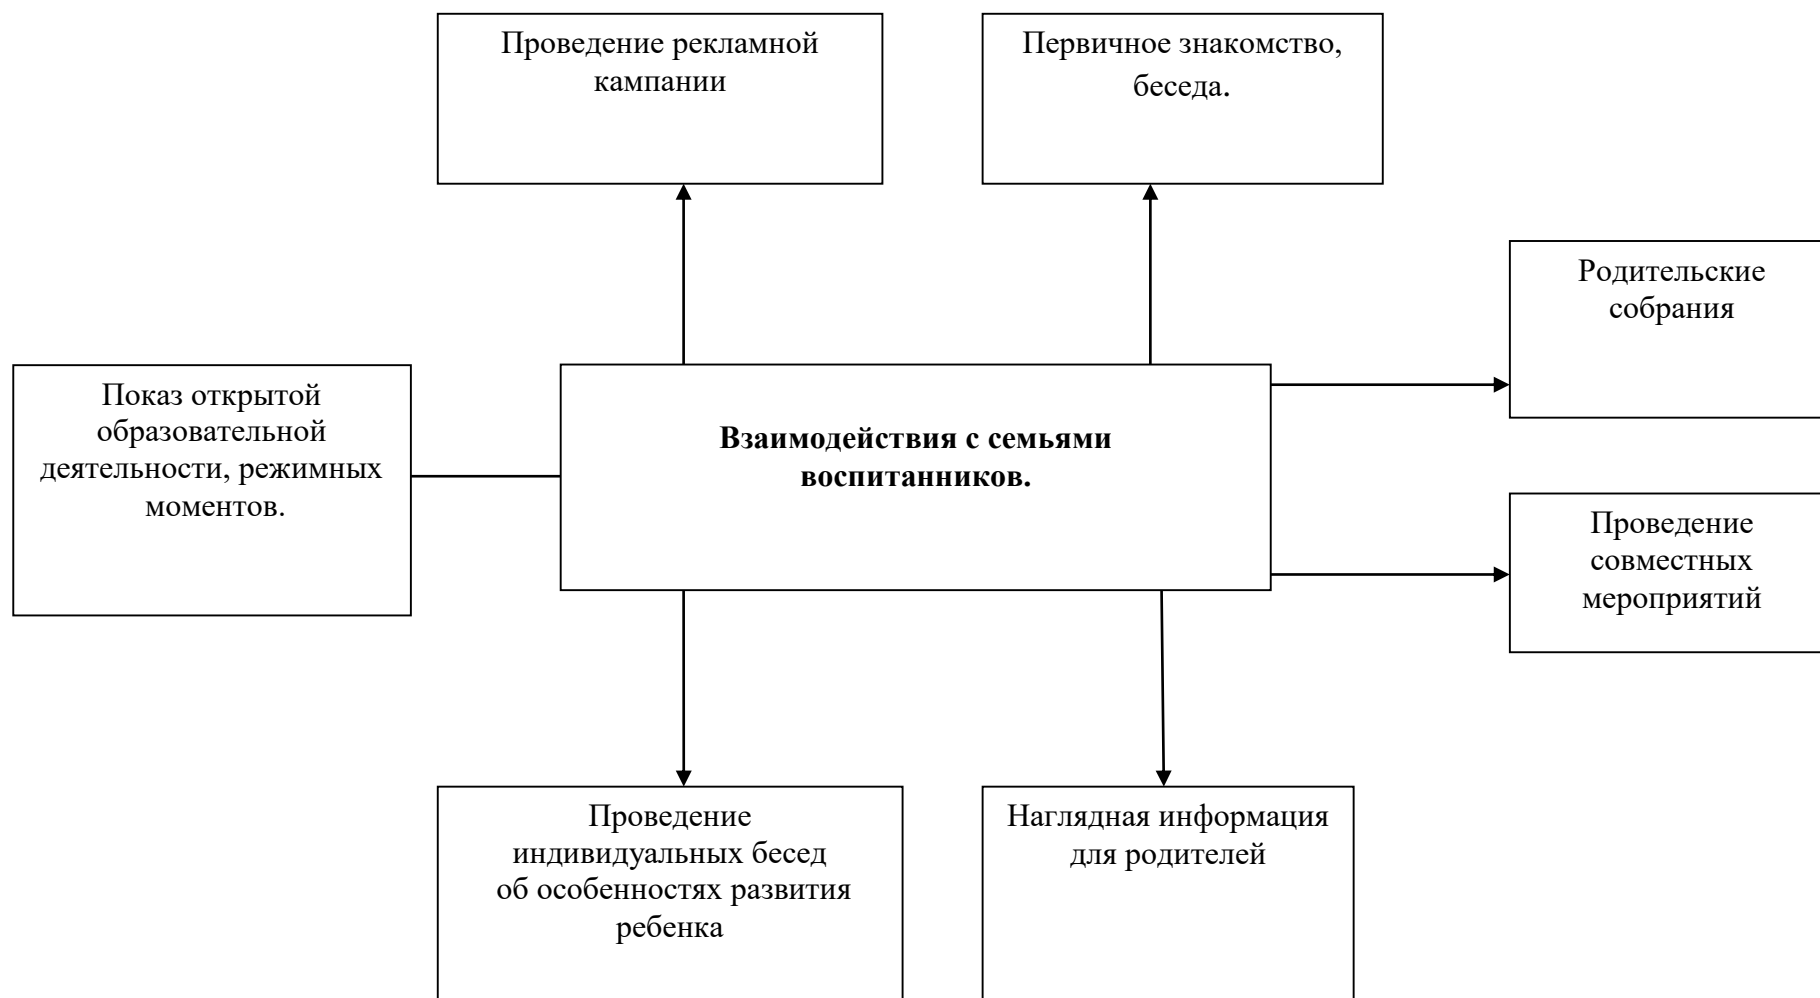 Проведение рекламной
кампании
Первичное знакомство,
беседа.
Родительские
собрания
Показ открытой
образовательной
деятельности, режимных
моментов.
Взаимодействия с семьями
воспитанников.
Проведение
совместных
мероприятий
Проведение
индивидуальных бесед
об особенностях развития
ребенка
Наглядная информация
для родителей